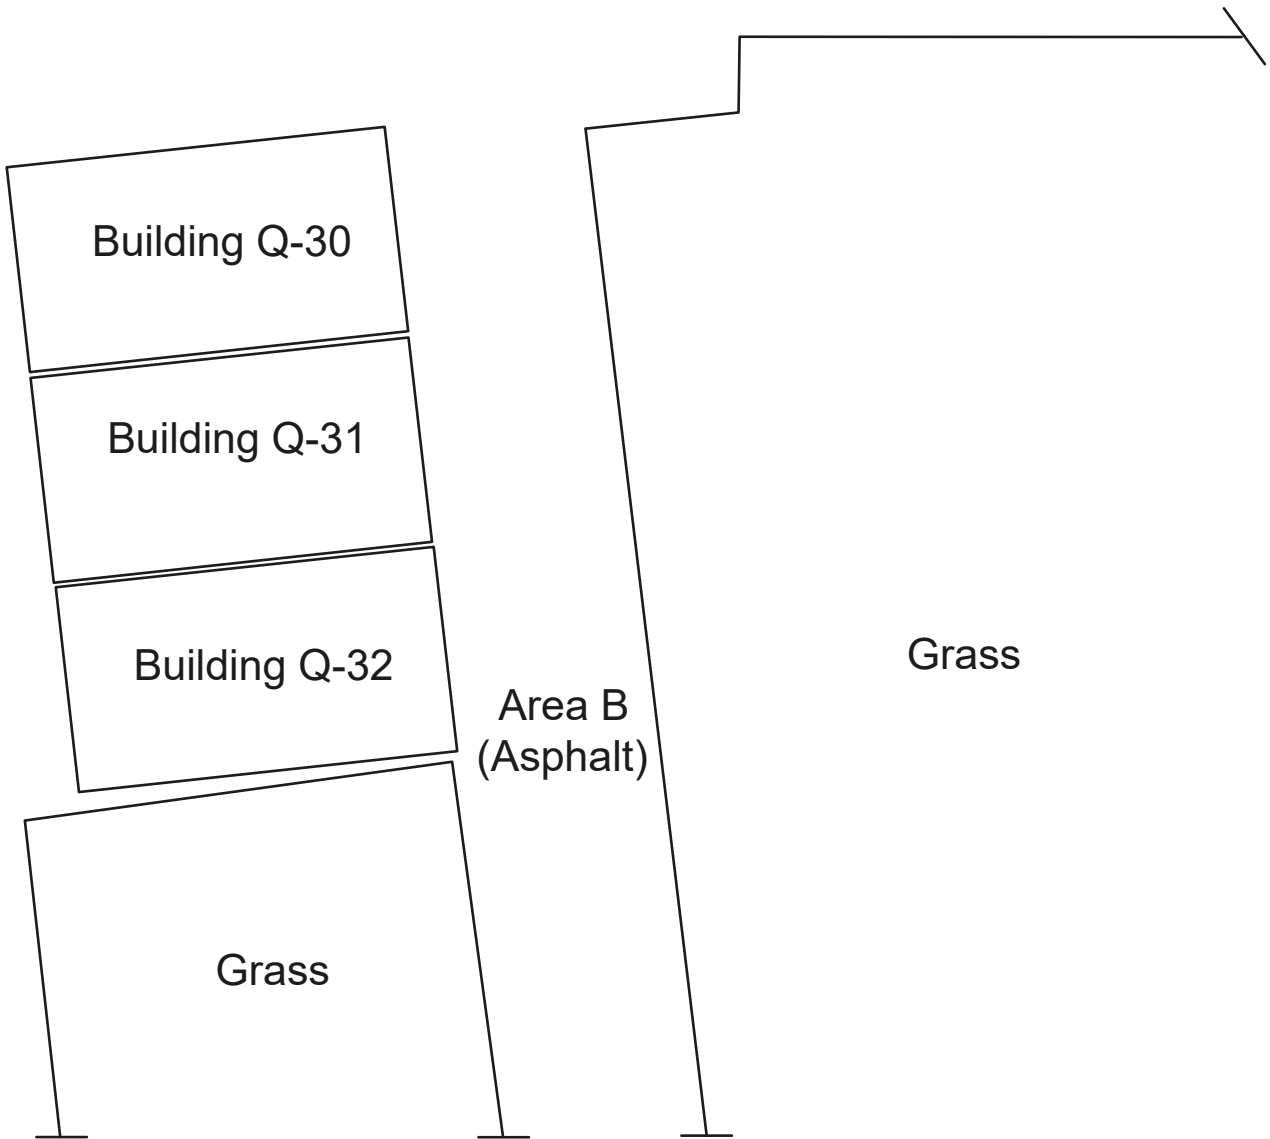 Building Q-30
Building Q-31
Building Q-32
Grass
Area B
(Asphalt)
Grass